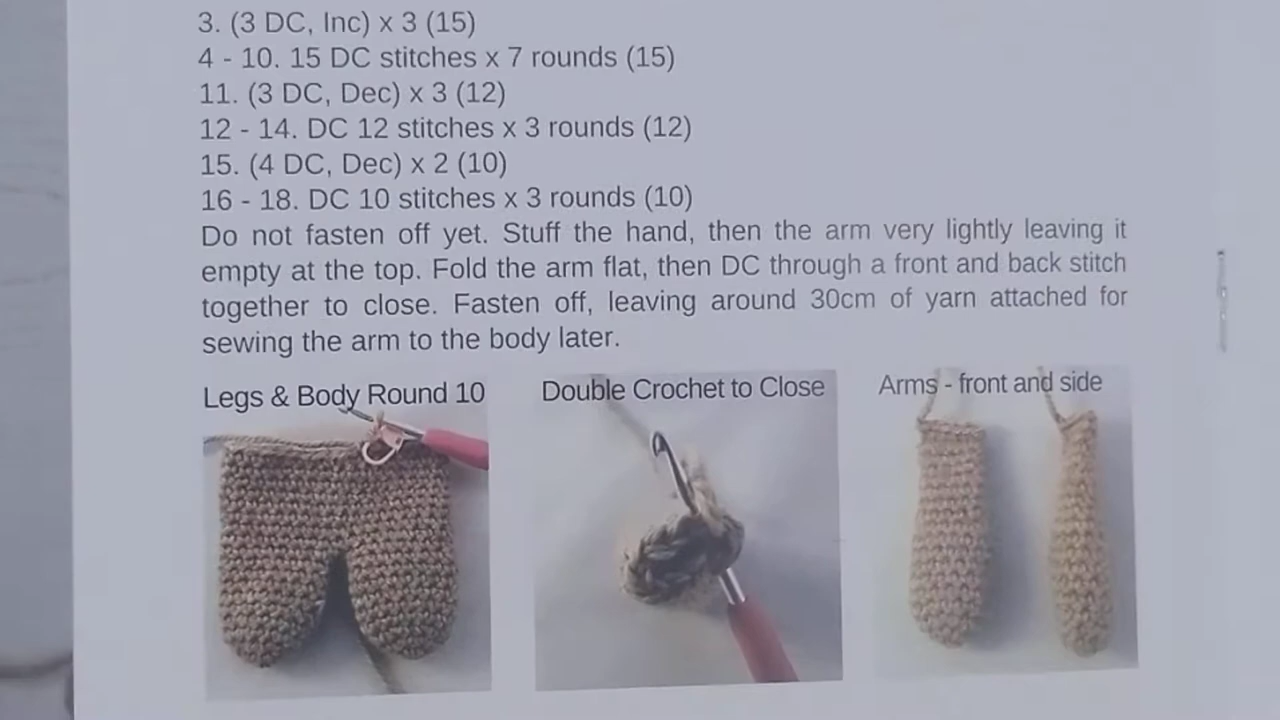 3. (3 DC, Inc) x 3 (15)
4 - 10. 15 DC stitches x 7 rounds (15)
11. (3 DC, Dec) x 3 (12)
12 - 14. DC 12 stitches x 3 rounds (12)
15. (4 DC, Dec) x 2 (10)
16 - 18. DC 10 stitches x 3 rounds (10)
Do not fasten off yet. Stuff the hand, then the arm very lightly leaving it
empty at the top. Fold the arm flat, then DC through a front and back stitch
together to close. Fasten off, leaving around 30cm of yarn attached for
sewing the arm to the body later.
Legs & Body Round 10
Double Crochet to Close
Arms - front and side